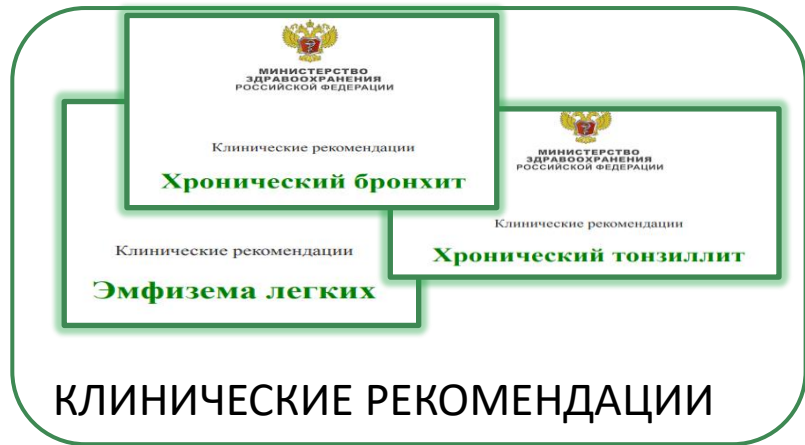 МИНИСТЕРСТВО
ЗДРАВООХРАНЕНИЯ
РОССИЙСКОЙ ФЕДЕРАЦИИ
Клинические рекомендации
Хронический бронхит
МИНИСТЕРСТВО
ЗДРАВООХРАНЕНИЯ
РОССИЙСКОЙ ФЕДЕРАЦИИ
Клинические рекомендации
Хронический тонзиллит
Клинические рекомендации
Эмфизема легких
КЛИНИЧЕСКИЕ РЕКОМЕНДАЦИИ